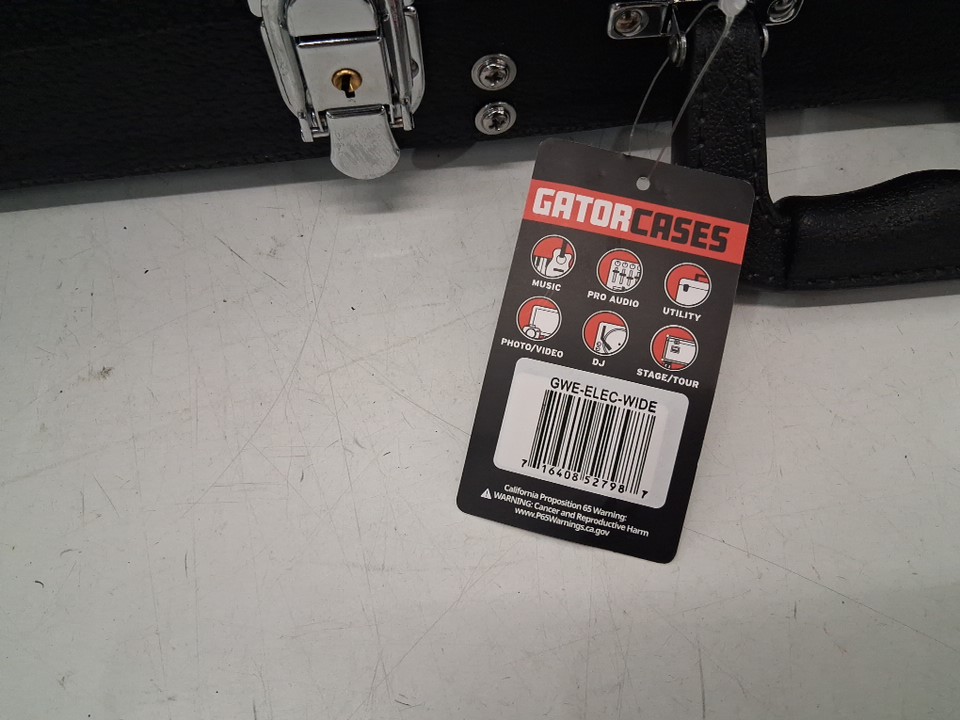 GATORCASES
MUSIC
PRO AUDIO
UTILITY
PHOTO/VIDEO
DJ
STAGE/TOUR
GWE-ELEC-WIDE
7 16408 52798 7
California Proposition 65 Warning:
WARNING: Cancer and Reproductive Harm
www.P65Warnings.ca.gov